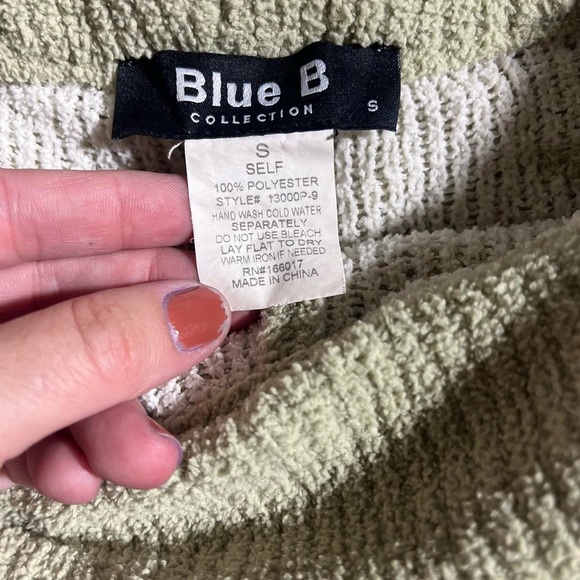 Blue B
COLLECTION
S
S
SELF
100% POLYESTER
STYLE# 13000P-9
HAND WASH COLD WATER
SEPARATELY
DO NOT USE BLEACH
LAY FLAT TO DRY
WARM IRON IF NEEDED
RN#166017
MADE IN CHINA